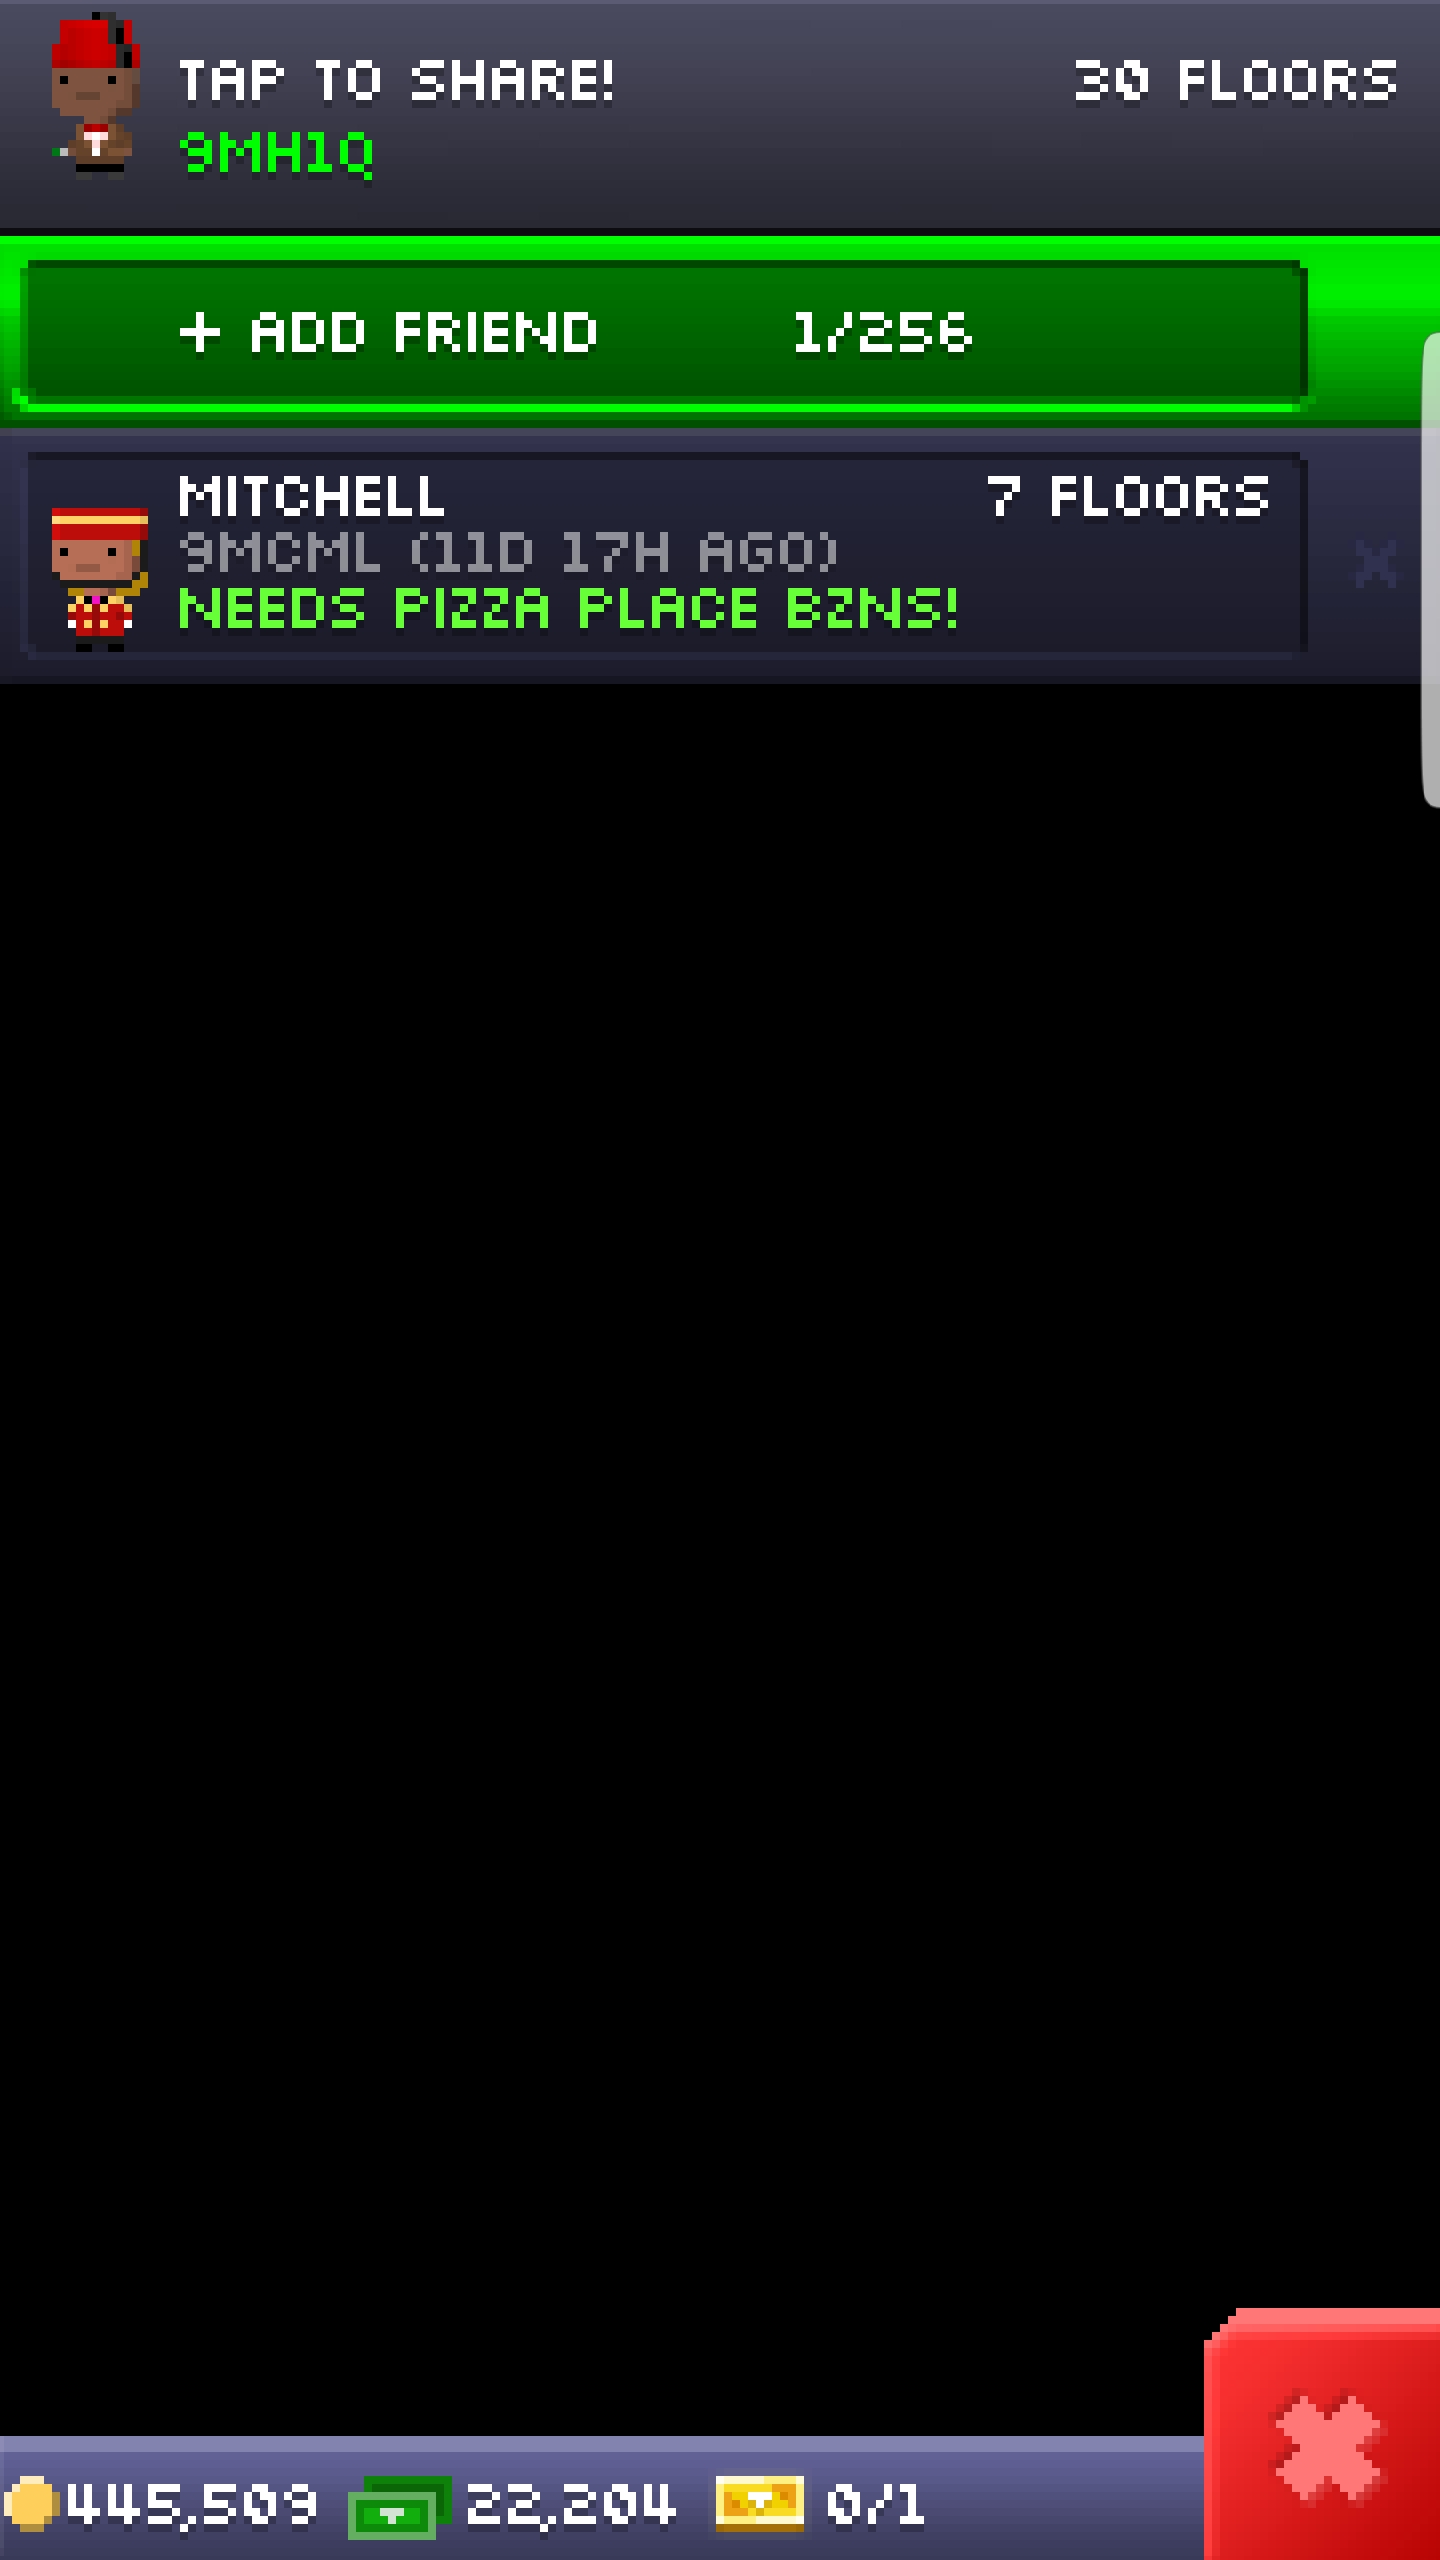 TAP TO SHARE! 30 FLOORS
9MH1Q
+ ADD FRIEND 1/256
MITCHELL 7 FLOORS
9MCML (11D 17H AGO)
NEEDS PIZZA PLACE BZNS!
445,509 22,204 0/1